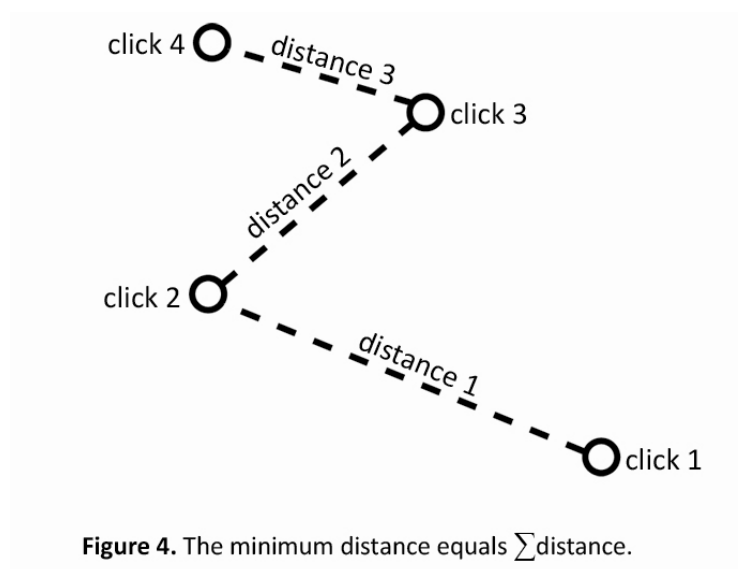 click 4
distance 3
click 3
distance 2
click 2
distance 1
click 1
Figure 4. The minimum distance equals ∑distance.